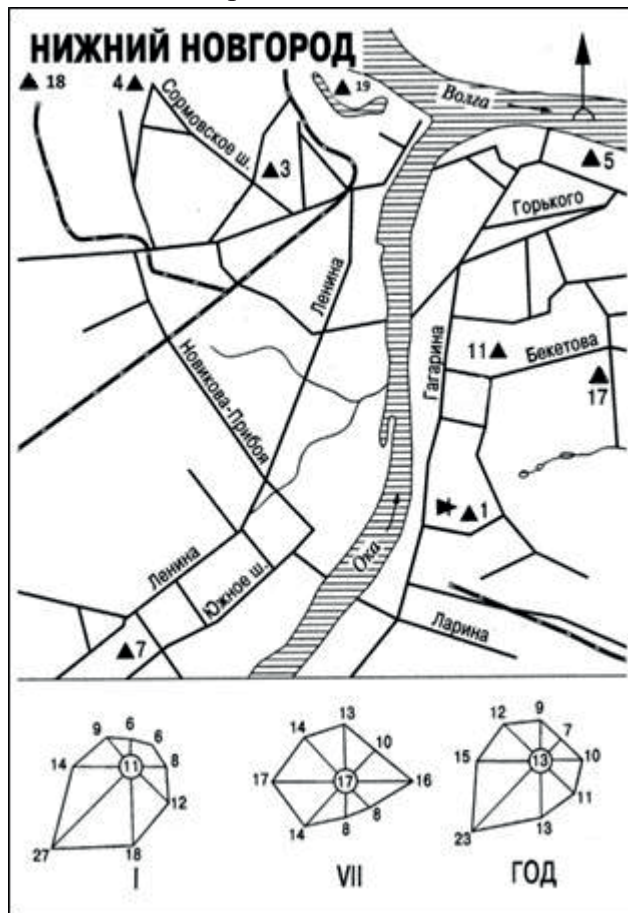 НИЖНИЙ НОВГОРОД
18
4
Сормовское ш.
19
Волга
3
5
Горького
Ленина
Гагарина
11
Бекетова
17
Новикова-Прибоя
1
Ока
Ленина
Южное ш.
Ларина
7
9 6 6
14 11 8
12
27 18
I
13
14 10
17 17 16
14 8 8
VII
9
12 7
15 13 10
11
23 13
ГОД